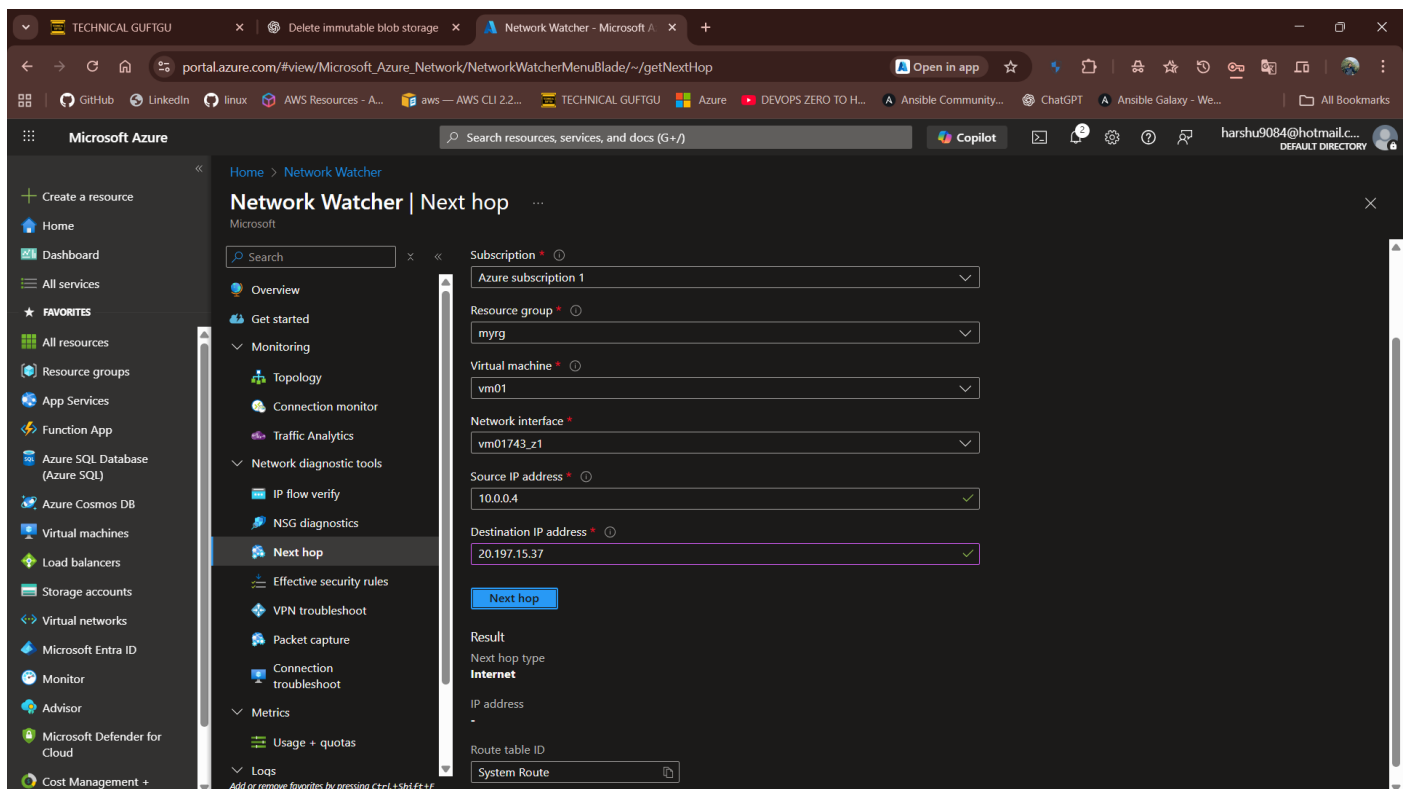 TECHNICAL GUFTGU
Delete immutable blob storage
Network Watcher - Microsoft A
portal.azure.com/#view/Microsoft_Azure_Network/NetworkWatcherMenuBlade/~/getNextHop
Open in app
GitHub
LinkedIn
linux
AWS Resources - A...
aws — AWS CLI 2.2...
TECHNICAL GUFTGU
Azure
DEVOPS ZERO TO H...
Ansible Community...
ChatGPT
Ansible Galaxy - We...
All Bookmarks
Microsoft Azure
Search resources, services, and docs (G+/)
Copilot
2
harshu9084@hotmail.c...
DEFAULT DIRECTORY
Create a resource
Home
Dashboard
All services
FAVORITES
All resources
Resource groups
App Services
Function App
Azure SQL Database
(Azure SQL)
Azure Cosmos DB
Virtual machines
Load balancers
Storage accounts
Virtual networks
Microsoft Entra ID
Monitor
Advisor
Microsoft Defender for
Cloud
Cost Management +
Home > Network Watcher
Network Watcher | Next hop ...
Microsoft
Search
Overview
Get started
Monitoring
Topology
Connection monitor
Traffic Analytics
Network diagnostic tools
IP flow verify
NSG diagnostics
Next hop
Effective security rules
VPN troubleshoot
Packet capture
Connection
troubleshoot
Metrics
Usage + quotas
Logs
Add or remove favorites by pressing Ctrl+Shift+F
Subscription *
Azure subscription 1
Resource group *
myrg
Virtual machine *
vm01
Network interface *
vm01743_z1
Source IP address *
10.0.0.4
Destination IP address *
20.197.15.37
Next hop
Result
Next hop type
Internet
IP address
-
Route table ID
System Route